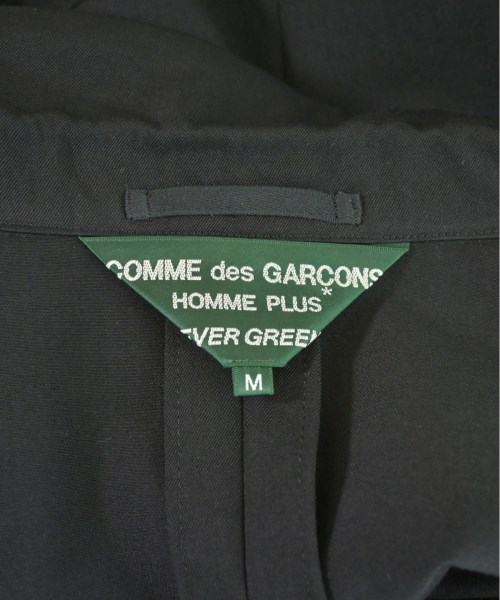 COMME des GARÇONS
HOMME PLUS*
EVER GREEN
M